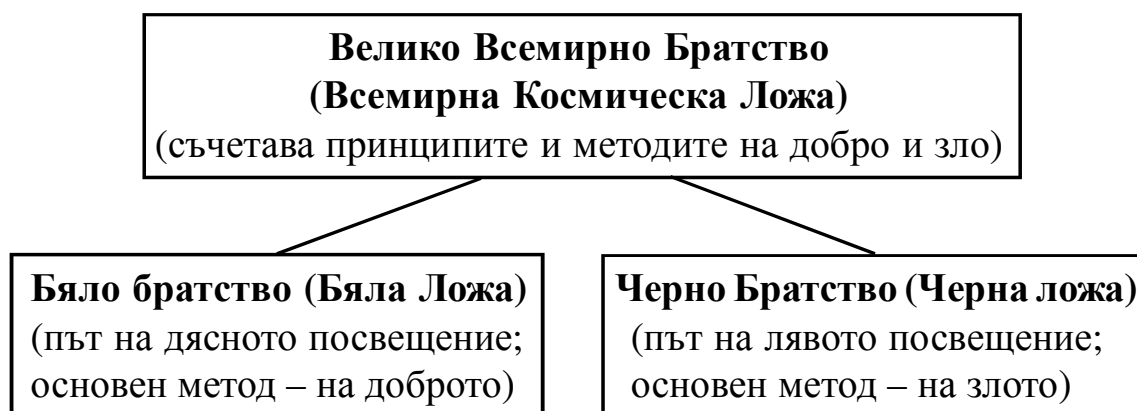 Велико Всемирно Братство
(Всемирна Космическа Ложа)
(съчетава принципите и методите на добро и зло)
Бяло братство (Бяла Ложа)
(път на дясното посвещение;
основен метод – на доброто)
Черно Братство (Черна ложа)
(път на лявото посвещение;
основен метод – на злото)